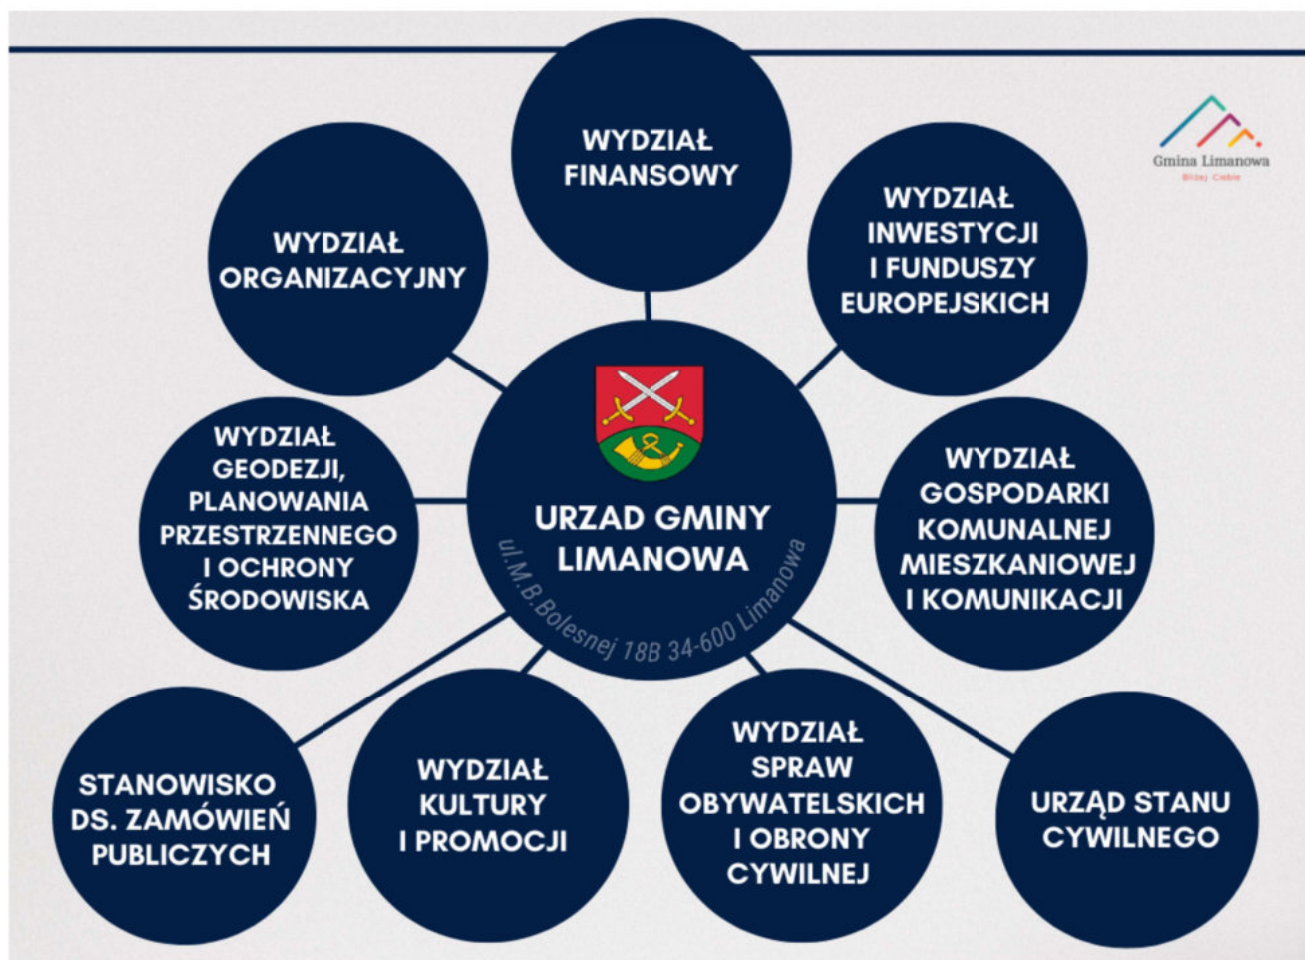 WYDZIAŁ
FINANSOWY
Gmina Limanowa
Bliżej Ciebie
WYDZIAŁ
ORGANIZACYJNY
WYDZIAŁ
INWESTYCJI
I FUNDUSZY
EUROPEJSKICH
WYDZIAŁ
GEODEZJI,
PLANOWANIA
PRZESTRZENNEGO
I OCHRONY
ŚRODOWISKA
URZAD GMINY
LIMANOWA
ul.M.B.Bolesnej 18B 34-600 Limanowa
WYDZIAŁ
GOSPODARKI
KOMUNALNEJ
MIESZKANIOWEJ
I KOMUNIKACJI
STANOWISKO
DS. ZAMÓWIEŃ
PUBLICZYCH
WYDZIAŁ
KULTURY
I PROMOCJI
WYDZIAŁ
SPRAW
OBYWATELSKICH
I OBRONY
CYWILNEJ
URZĄD STANU
CYWILNEGO